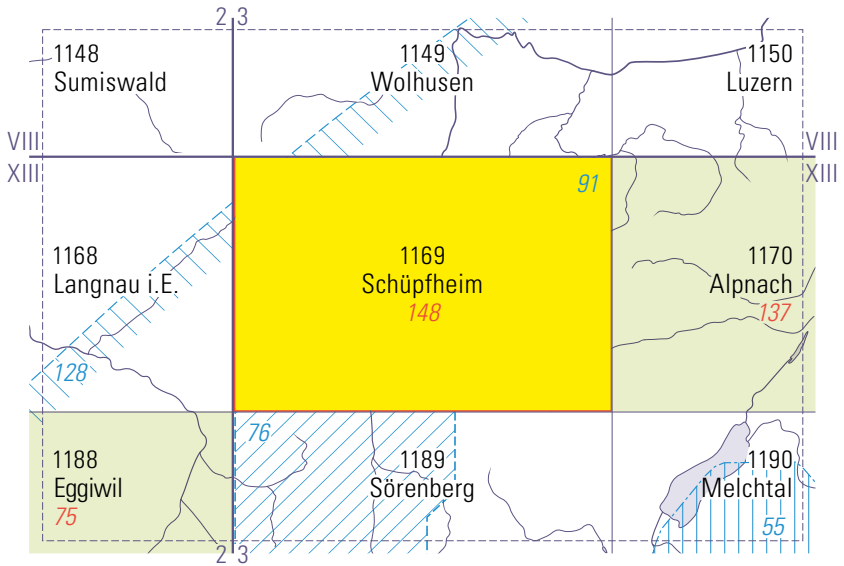 2 3
1148
Sumiswald
1149
Wolhusen
1150
Luzern
VIII
VIII
XIII
XIII
91
1168
Langnau i.E.
1169
Schüpfheim
148
1170
Alpnach
137
128
76
1188
Eggiwil
75
1189
Sörenberg
1190
Melchtal
55
2 3